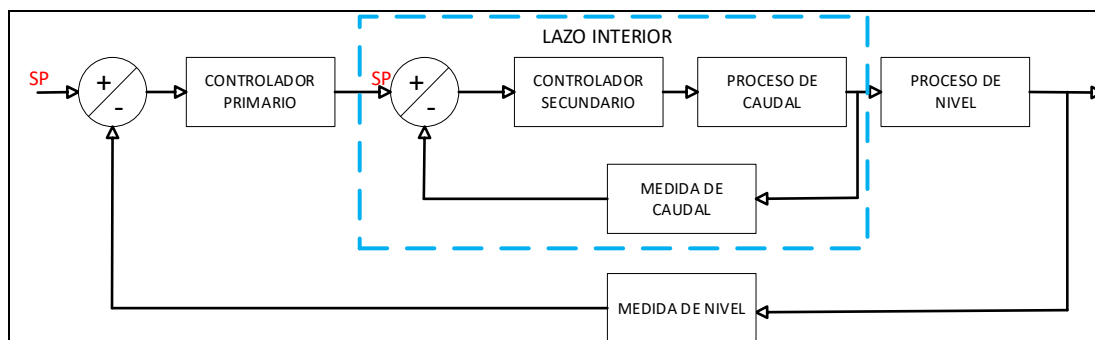 LAZO INTERIOR
SP
+
-
CONTROLADOR
PRIMARIO
SP
+
-
CONTROLADOR
SECUNDARIO
PROCESO DE
CAUDAL
PROCESO DE
NIVEL
MEDIDA DE
CAUDAL
MEDIDA DE NIVEL